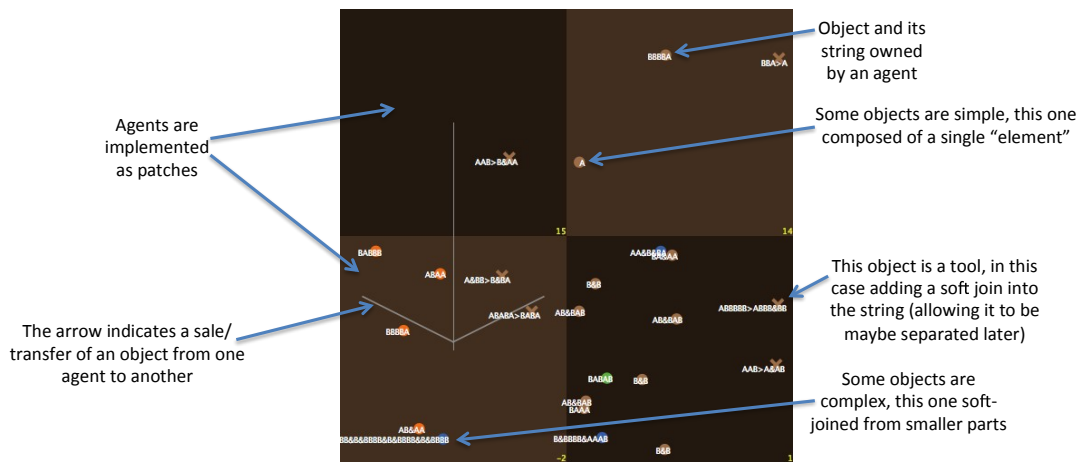 Object and its
string owned
by an agent
Some objects are simple, this one
composed of a single “element”
Agents are
implemented
as patches
The arrow indicates a sale/
transfer of an object from one
agent to another
This object is a tool, in this
case adding a soft join into
the string (allowing it to be
maybe separated later)
Some objects are
complex, this one soft-
joined from smaller parts
BBBBA
BBA>A
AAB>B&AA
A
15
14
BABBB
ABAA
A&BB>B&BA
ABABA>BABA
BBBBA
AB&AA
-2
AA&B&BA
B&B
AB&BAB
AB&BAB
ABBBBB>ABBB&BB
AAB>A&AB
BABAB
B&B
AB&BAB
BAAA
B&BBBB&AAAB
B&B
1